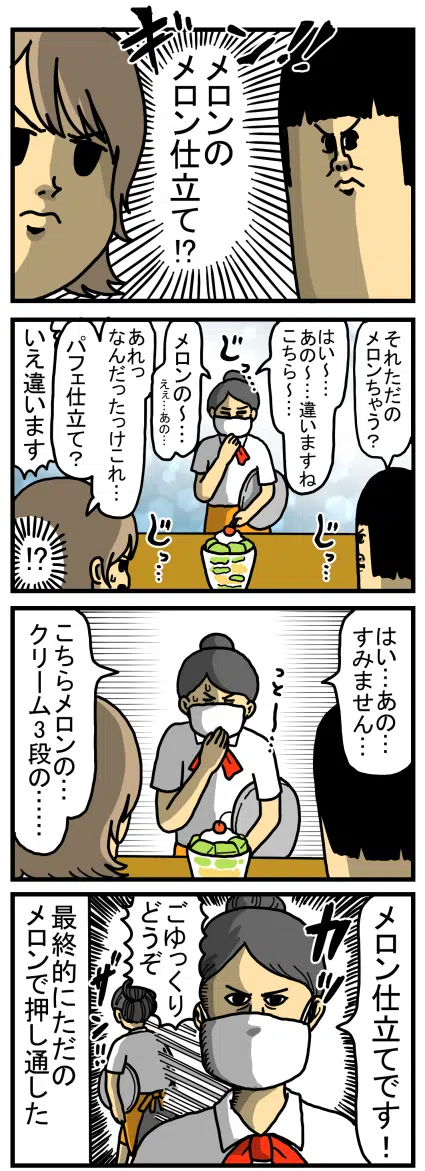 ギン!!
メロンの
メロン仕立て!?
それただの
メロンちゃう?
はい〜…
あの〜…違いますね
こちら〜…
じっ…
メロンの〜…
ええ…あの…
あれっ
なんだったっけこれ…
パフェ仕立て?
いえ違います
!?
じっ…
じっ…
はい…あの…
すみません…
っとー…
こちらメロンの…
クリーム3段の……
メロン仕立てです!
カッ!!
ごゆっくり
どうぞ
ザッ!!
最終的にただの
メロンで押し通した